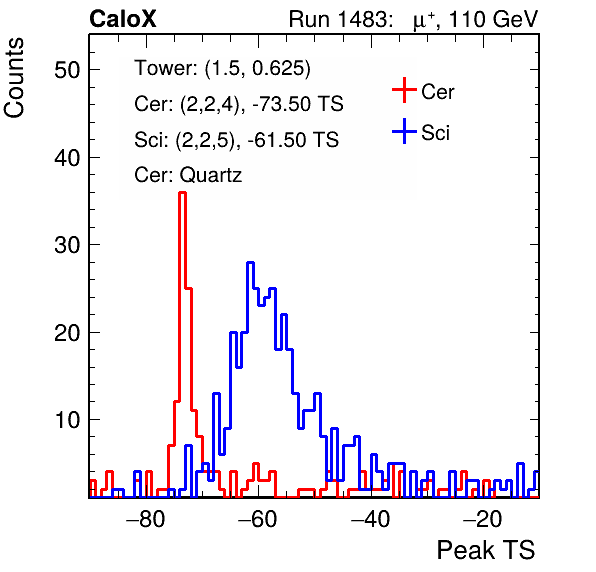 CaloX Run 1483: μ⁺, 110 GeV
Counts
Tower: (1.5, 0.625)
Cer: (2,2,4), -73.50 TS
Sci: (2,2,5), -61.50 TS
Cer: Quartz
Cer
Sci
50
40
30
20
10
−80 −60 −40 −20
Peak TS